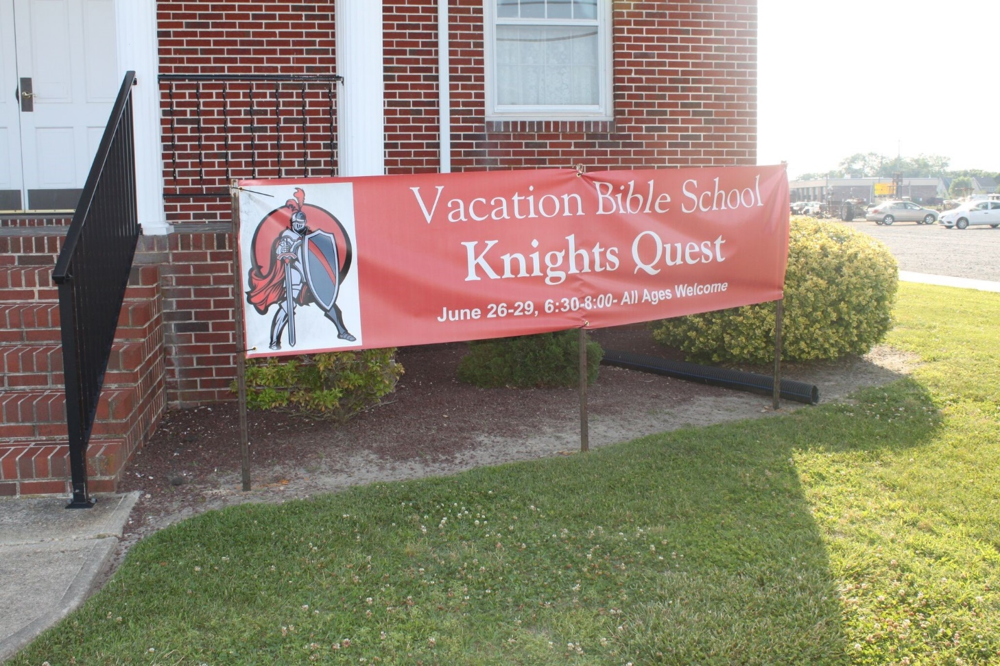 Vacation Bible School
Knights Quest
June 26-29, 6:30-8:00- All Ages Welcome